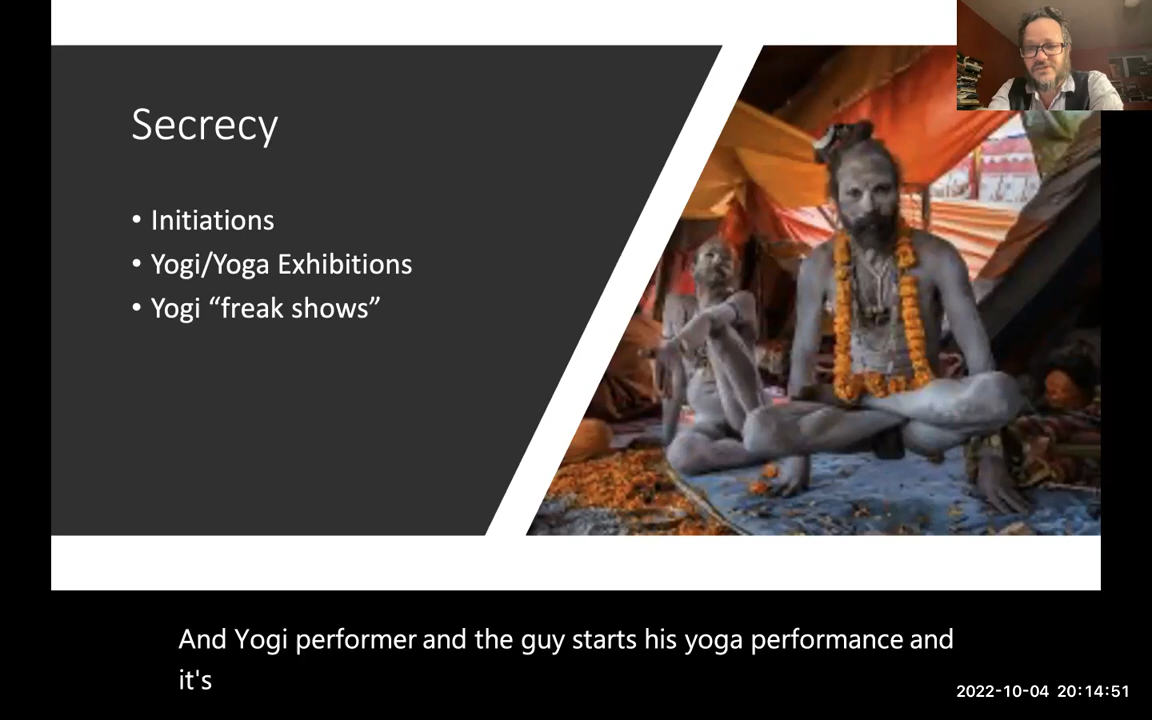 Secrecy
• Initiations
• Yogi/Yoga Exhibitions
• Yogi “freak shows”
And Yogi performer and the guy starts his yoga performance and
it's
2022-10-04 20:14:51